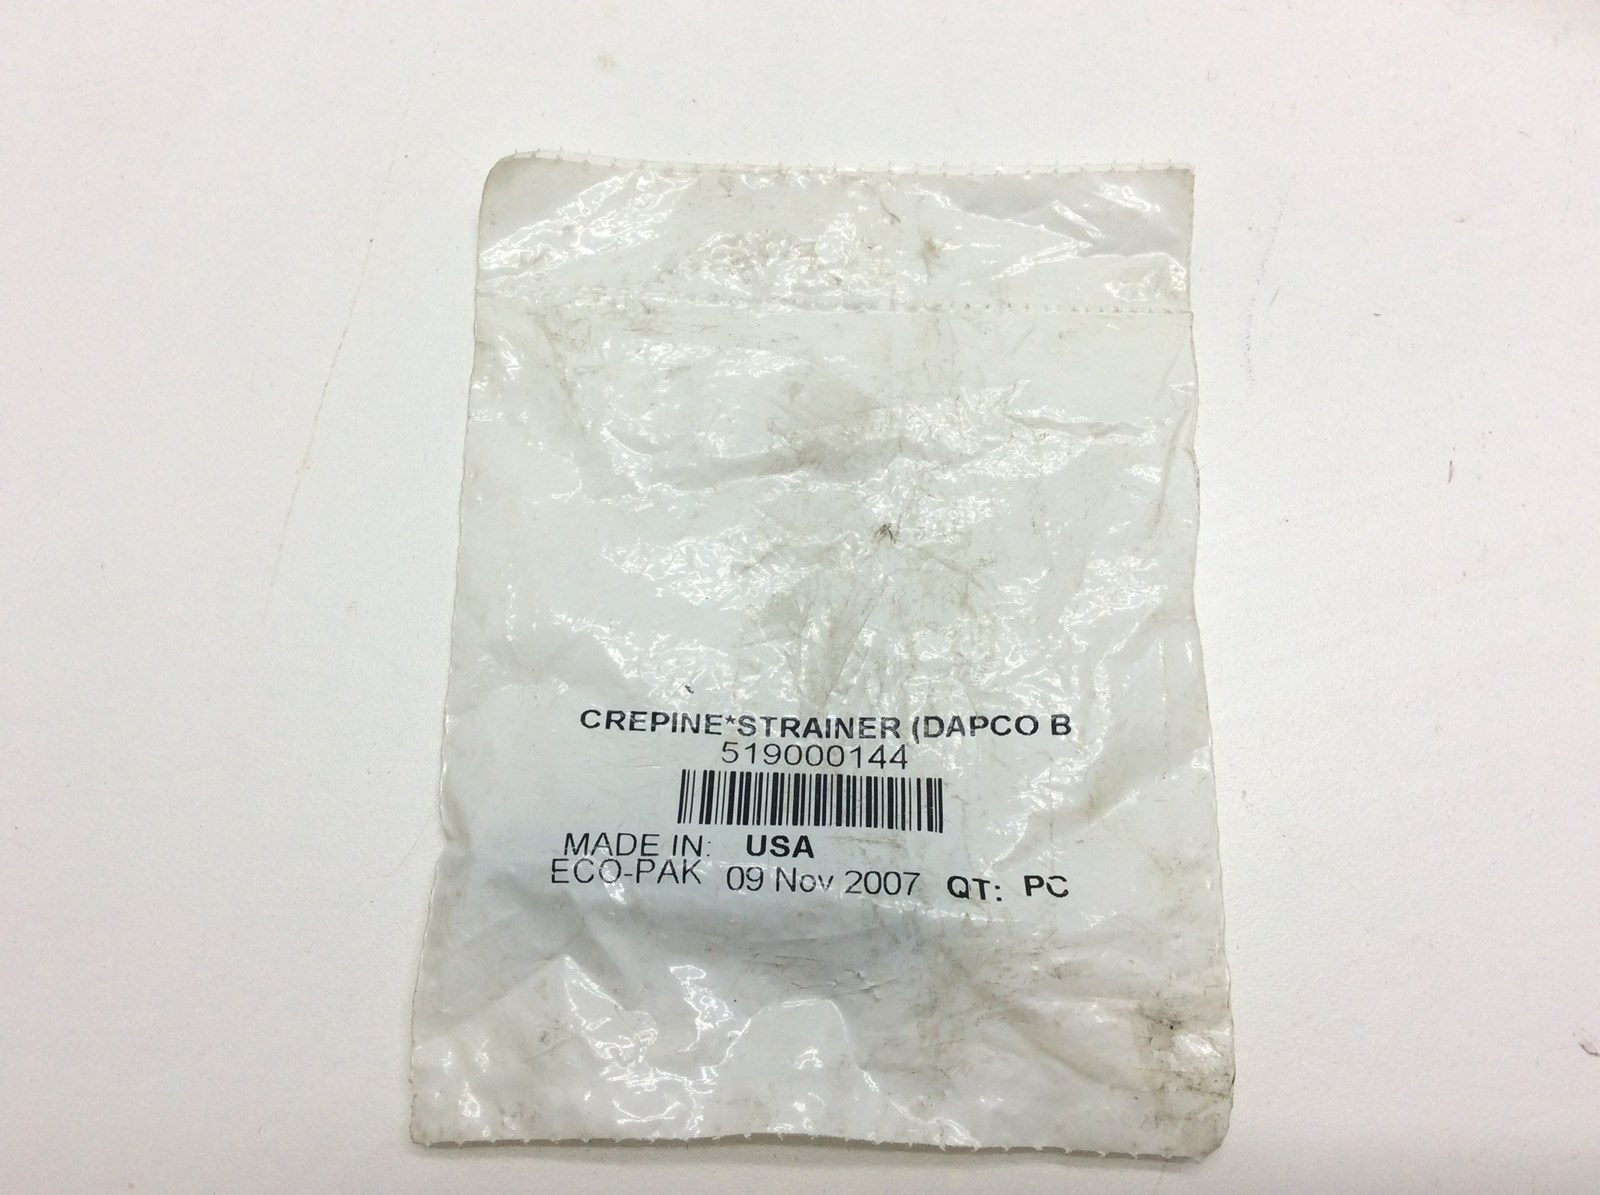 CREPINE*STRAINER (DAPCO B
519000144
MADE IN: USA
ECO-PAK 09 Nov 2007 QT: PC